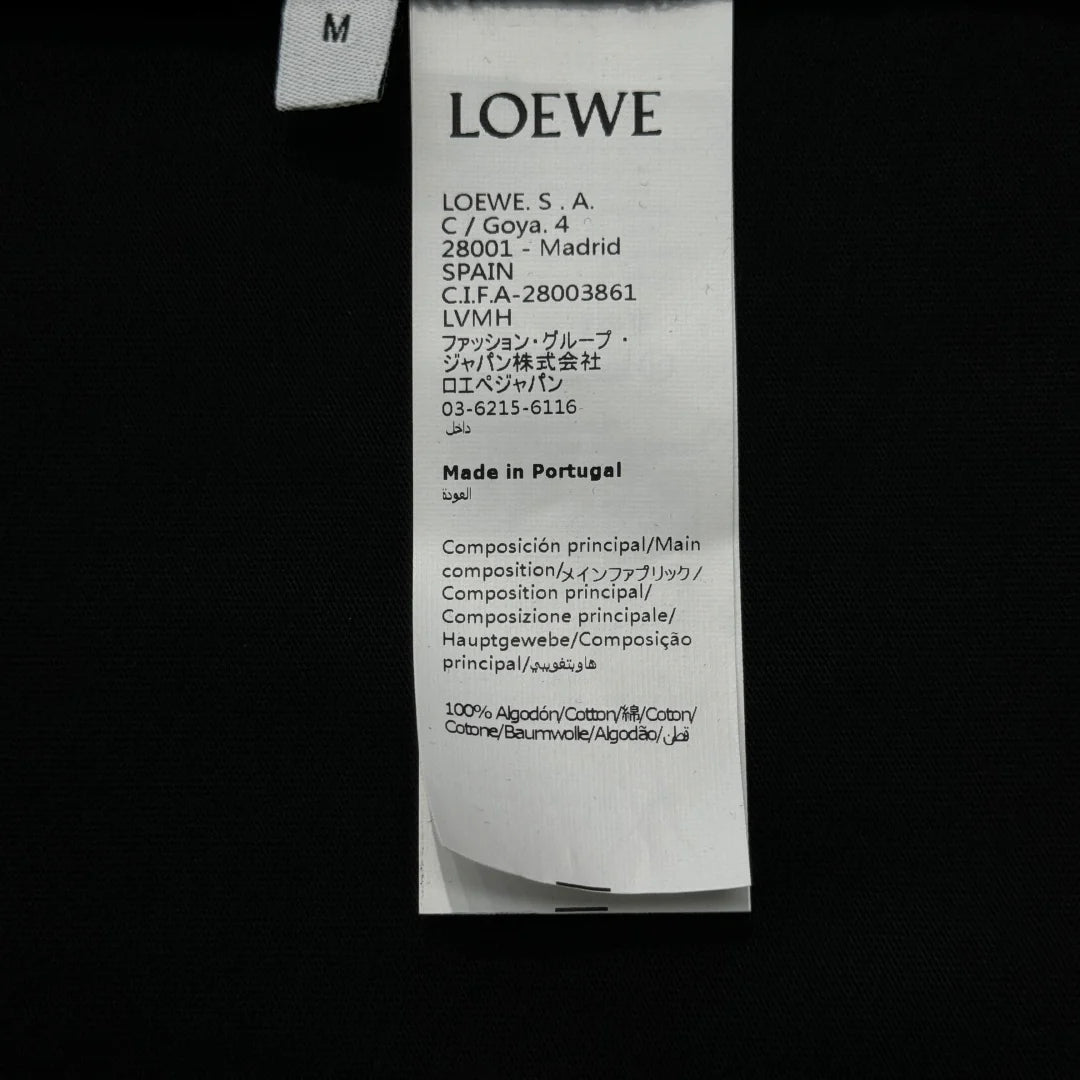 M
LOEWE
LOEWE. S . A.
C / Goya. 4
28001 - Madrid
SPAIN
C.I.F.A-28003861
LVMH
ファッション・グループ・
ジャパン株式会社
ロエペジャパン
03-6215-6116
داخل
Made in Portugal
العودة
Composición principal/Main
composition/メインファブリック/
Composition principal/
Composizione principale/
Hauptgewebe/Composição
principal/هاوبتغويبي
100% Algodón/Cotton/綿/Coton/
Cotone/Baumwolle/Algodão/قطن